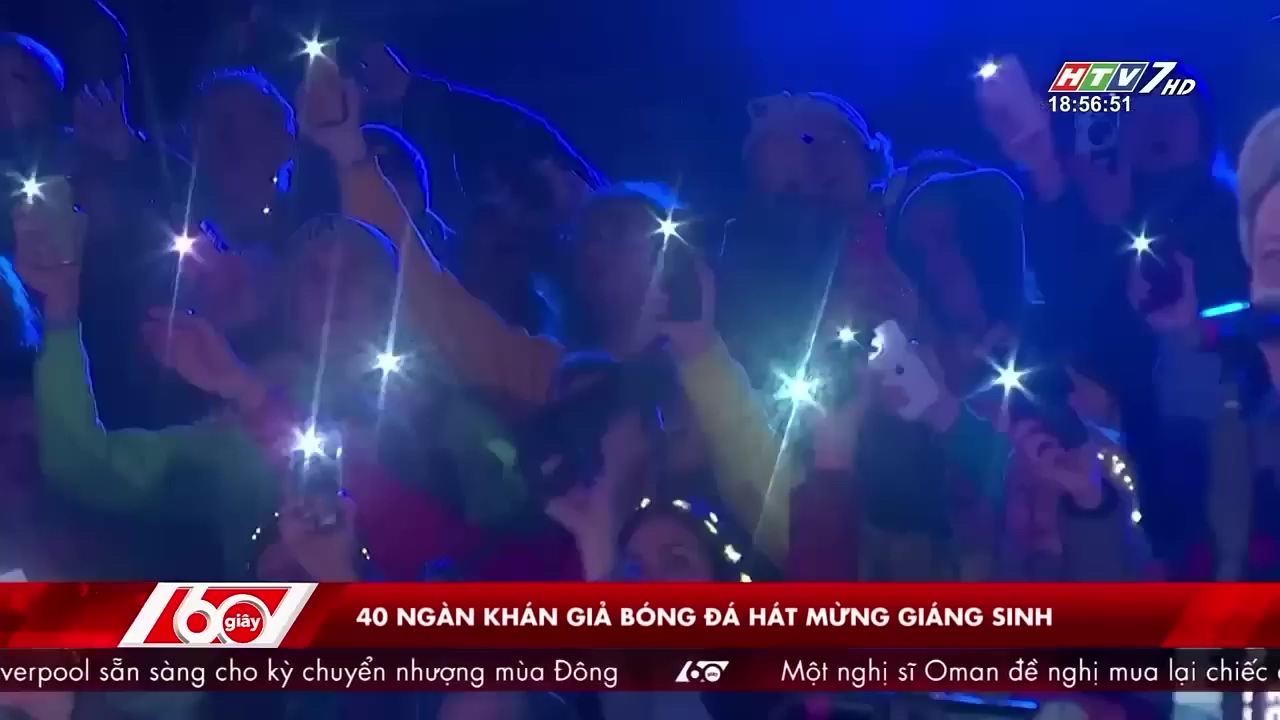 HTV7 HD
18:56:51
60 giây
40 NGÀN KHÁN GIẢ BÓNG ĐÁ HÁT MỪNG GIÁNG SINH
verpool sẵn sàng cho kỳ chuyển nhượng mùa Đông 60 giây Một nghị sĩ Oman đề nghị mua lại chiếc